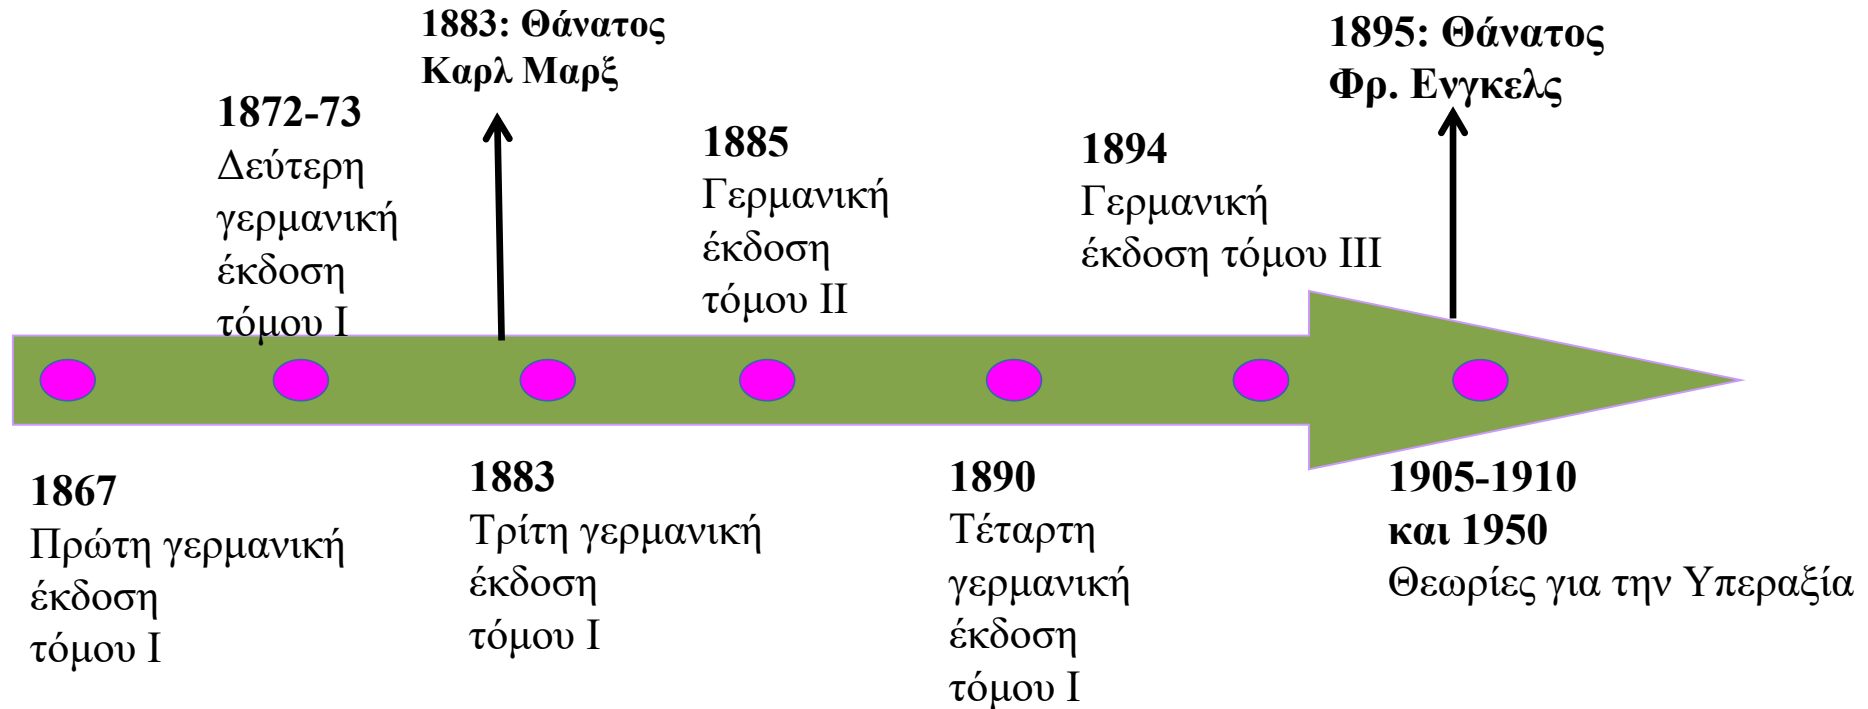 1883: Θάνατος
Καρλ Μαρξ
1895: Θάνατος
Φρ. Ενγκελς
1872-73
Δεύτερη
γερμανική
έκδοση
τόμου Ι
1885
Γερμανική
έκδοση
τόμου ΙΙ
1894
Γερμανική
έκδοση τόμου ΙΙΙ
1867
Πρώτη γερμανική
έκδοση
τόμου Ι
1883
Τρίτη γερμανική
έκδοση
τόμου Ι
1890
Τέταρτη
γερμανική
έκδοση
τόμου Ι
1905-1910
και 1950
Θεωρίες για την Υπεραξία